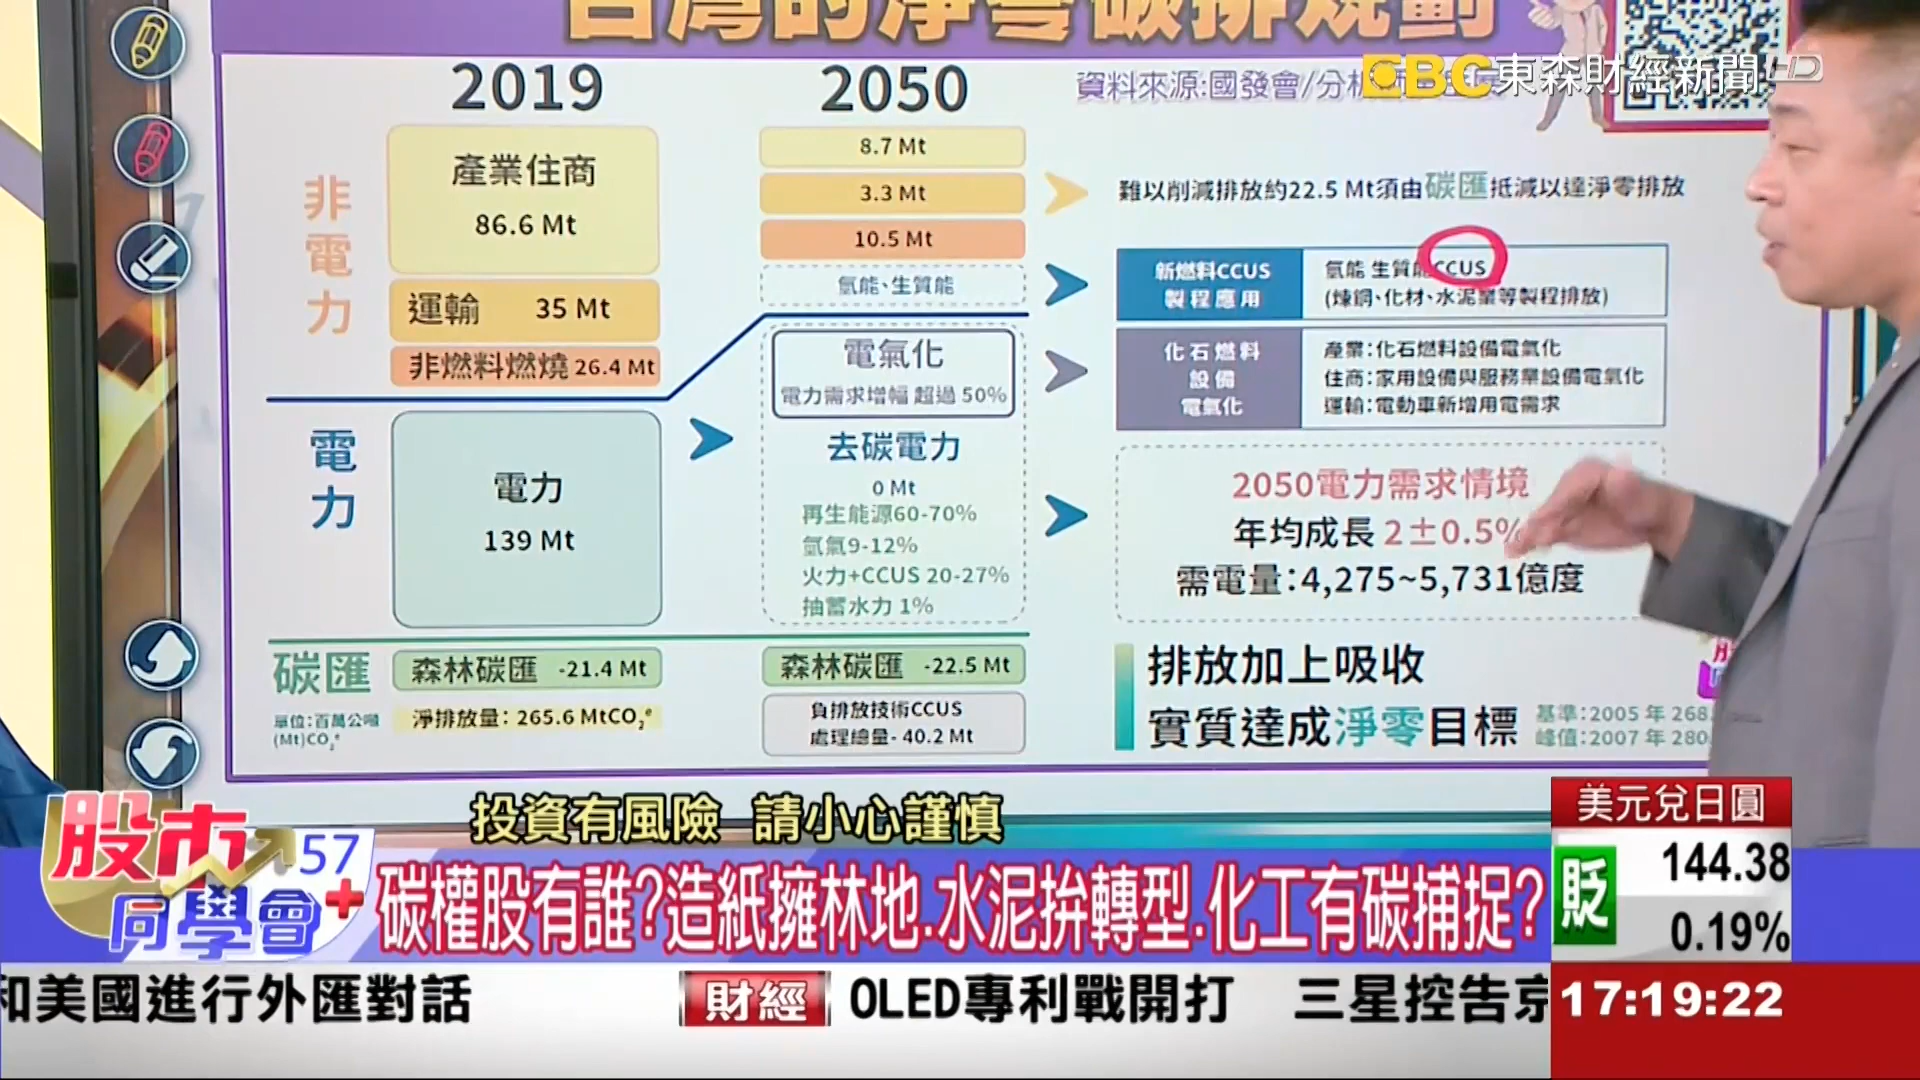 台灣的淨零碳排規劃
EBC東森財經新聞HD
2019
2050
資料來源:國發會/分析
非電力
產業住商
86.6 Mt
運輸 35 Mt
非燃料燃燒 26.4 Mt
8.7 Mt
3.3 Mt
10.5 Mt
氫能、生質能
難以削減排放約22.5 Mt須由碳匯抵減以達淨零排放
新燃料CCUS
製程應用
氫能 生質能CCUS
(煉鋼、化材、水泥業等製程排放)
電氣化
電力需求增幅 超過 50%
化石燃料
設備
電氣化
產業:化石燃料設備電氣化
住商:家用設備與服務業設備電氣化
運輸:電動車新增用電需求
電力
電力
139 Mt
去碳電力
0 Mt
再生能源60-70%
氫氣9-12%
火力+CCUS 20-27%
抽蓄水力 1%
2050電力需求情境
年均成長 2±0.5%
需電量:4,275~5,731億度
碳匯
單位:百萬公噸
(Mt)CO₂ᵉ
森林碳匯 -21.4 Mt
淨排放量: 265.6 MtCO₂ᵉ
森林碳匯 -22.5 Mt
負排放技術CCUS
處理總量- 40.2 Mt
排放加上吸收
實質達成淨零目標
基準:2005 年 268.
峰值:2007 年 280.
投資有風險 請小心謹慎
股市同學會 57+
碳權股有誰?造紙擁林地.水泥拚轉型.化工有碳捕捉?
美元兌日圓
貶
144.38
0.19%
和美國進行外匯對話 財經 OLED專利戰開打 三星控告京
17:19:22